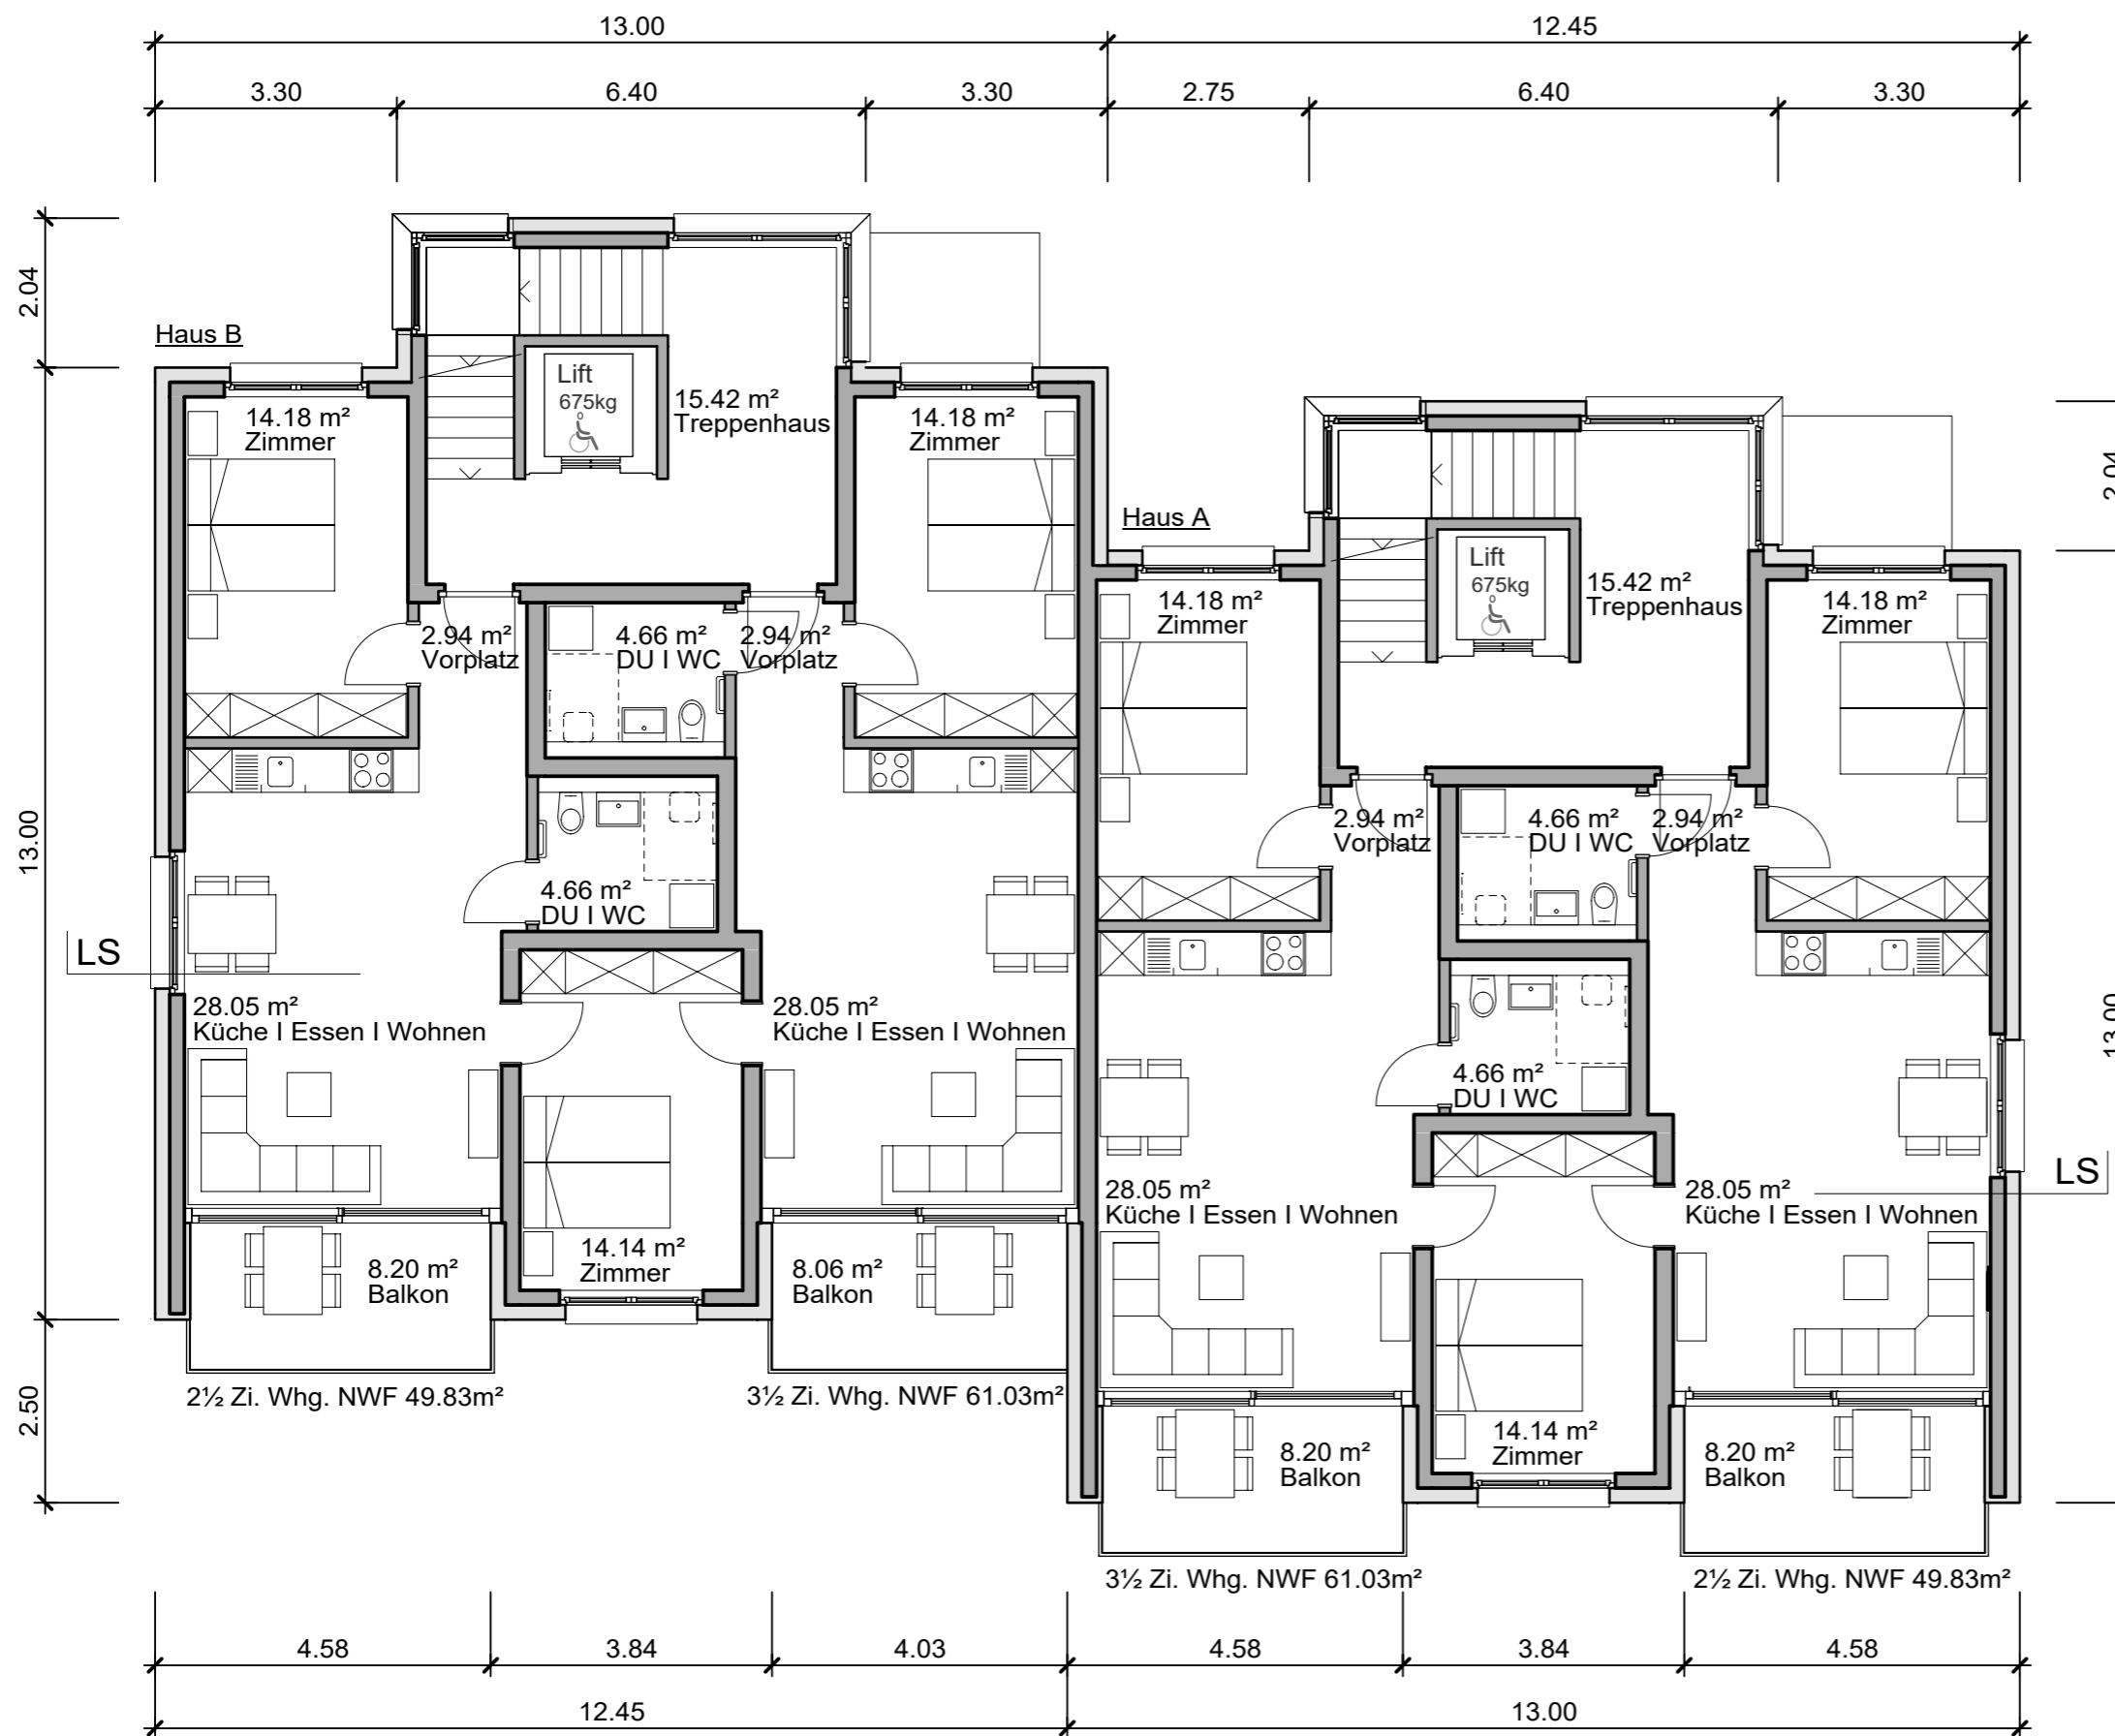 13.00
12.45
3.30
6.40
3.30
2.75
6.40
3.30
2.04
Haus B
Lift
675kg
14.18 m²
Zimmer
15.42 m²
Treppenhaus
14.18 m²
Zimmer
2.04
Haus A
Lift
675kg
14.18 m²
Zimmer
15.42 m²
Treppenhaus
14.18 m²
Zimmer
2.94 m²
Vorplatz
4.66 m²
DU I WC
2.94 m²
Vorplatz
13.00
2.94 m²
Vorplatz
4.66 m²
DU I WC
2.94 m²
Vorplatz
4.66 m²
DU I WC
LS
28.05 m²
Küche I Essen I Wohnen
28.05 m²
Küche I Essen I Wohnen
13.00
4.66 m²
DU I WC
LS
28.05 m²
Küche I Essen I Wohnen
28.05 m²
Küche I Essen I Wohnen
14.14 m²
Zimmer
8.20 m²
Balkon
8.06 m²
Balkon
2.50
2½ Zi. Whg. NWF 49.83m²
3½ Zi. Whg. NWF 61.03m²
14.14 m²
Zimmer
8.20 m²
Balkon
8.20 m²
Balkon
3½ Zi. Whg. NWF 61.03m²
2½ Zi. Whg. NWF 49.83m²
4.58
3.84
4.03
4.58
3.84
4.58
12.45
13.00